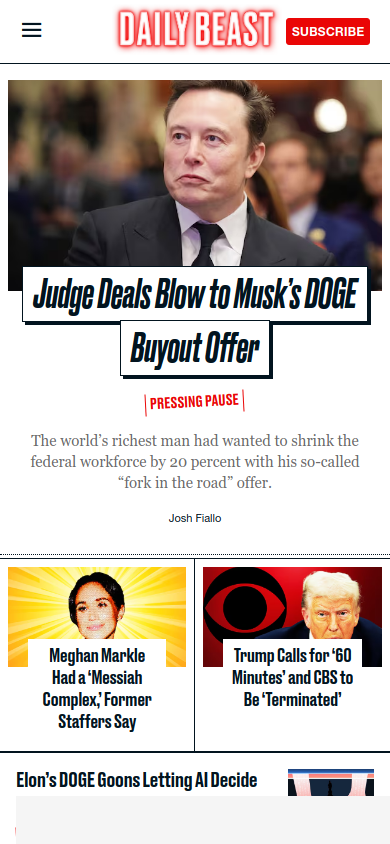 DAILY BEAST
SUBSCRIBE
Judge Deals Blow to Musk’s DOGE
Buyout Offer
PRESSING PAUSE
The world’s richest man had wanted to shrink the
federal workforce by 20 percent with his so-called
“fork in the road” offer.
Josh Fiallo
Meghan Markle
Had a ‘Messiah
Complex,’ Former
Staffers Say
Trump Calls for ‘60
Minutes’ and CBS to
Be ‘Terminated’
Elon’s DOGE Goons Letting AI Decide